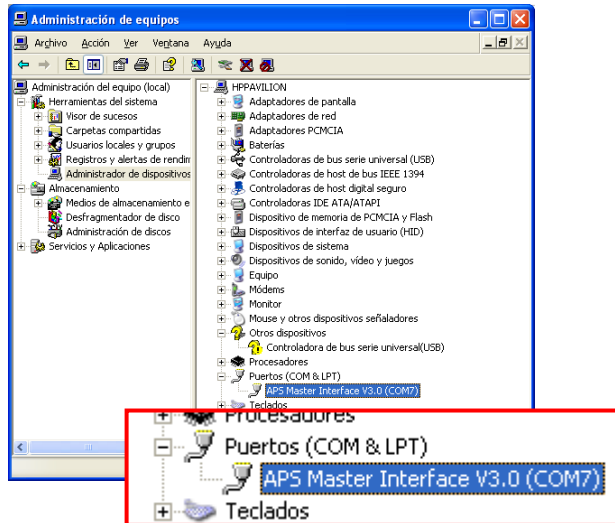 Administración de equipos
Archivo Acción Ver Ventana Ayuda
Administración del equipo (local)
Herramientas del sistema
Visor de sucesos
Carpetas compartidas
Usuarios locales y grupos
Registros y alertas de rendim
Administrador de dispositivos
Almacenamiento
Medios de almacenamiento e
Desfragmentador de disco
Administración de discos
Servicios y Aplicaciones
HPPAVILION
Adaptadores de pantalla
Adaptadores de red
Adaptadores PCMCIA
Baterías
Controladoras de bus serie universal (USB)
Controladoras de host de bus IEEE 1394
Controladoras de host digital seguro
Controladoras IDE ATA/ATAPI
Dispositivo de memoria de PCMCIA y Flash
Dispositivos de interfaz de usuario (HID)
Dispositivos de sistema
Dispositivos de sonido, vídeo y juegos
Equipo
Módems
Monitor
Mouse y otros dispositivos señaladores
Otros dispositivos
Controladora de bus serie universal(USB)
Procesadores
Puertos (COM & LPT)
APS Master Interface V3.0 (COM7)
Teclados
Procesadores
Puertos (COM & LPT)
APS Master Interface V3.0 (COM7)
Teclados